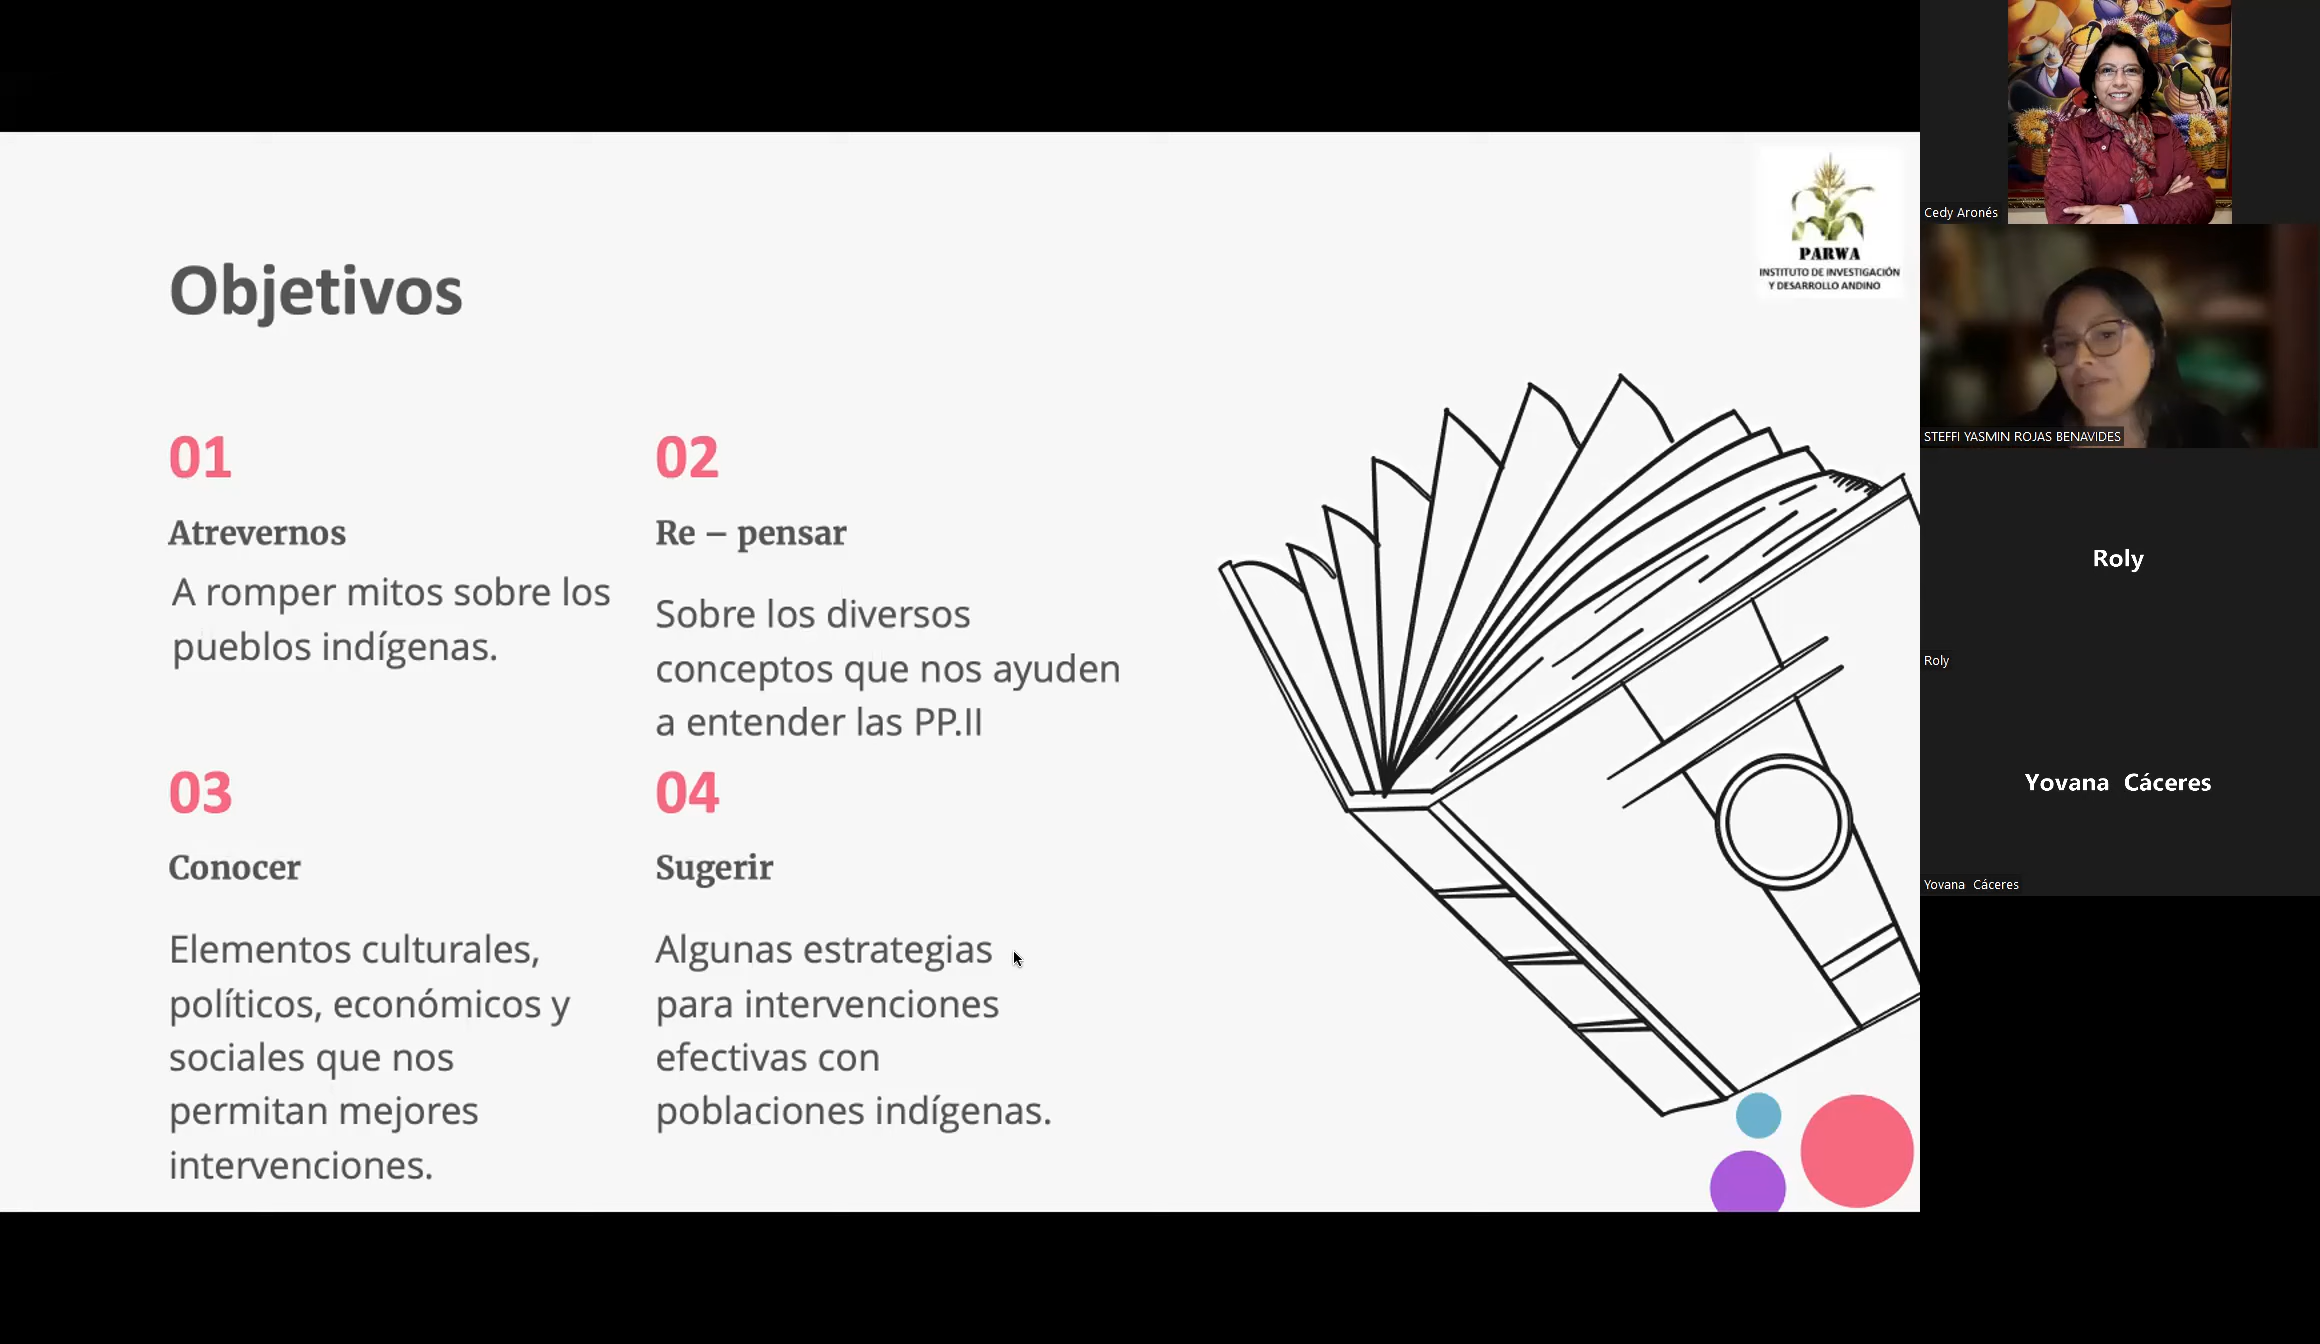 Objetivos
01
Atrevernos
A romper mitos sobre los
pueblos indígenas.
02
Re – pensar
Sobre los diversos
conceptos que nos ayuden
a entender las PP.II
03
Conocer
Elementos culturales,
políticos, económicos y
sociales que nos
permitan mejores
intervenciones.
04
Sugerir
Algunas estrategias
para intervenciones
efectivas con
poblaciones indígenas.
PARWA
INSTITUTO DE INVESTIGACIÓN
Y DESARROLLO ANDINO
Cedy Aronés
STEFFI YASMIN ROJAS BENAVIDES
Roly
Roly
Yovana Cáceres
Yovana Cáceres